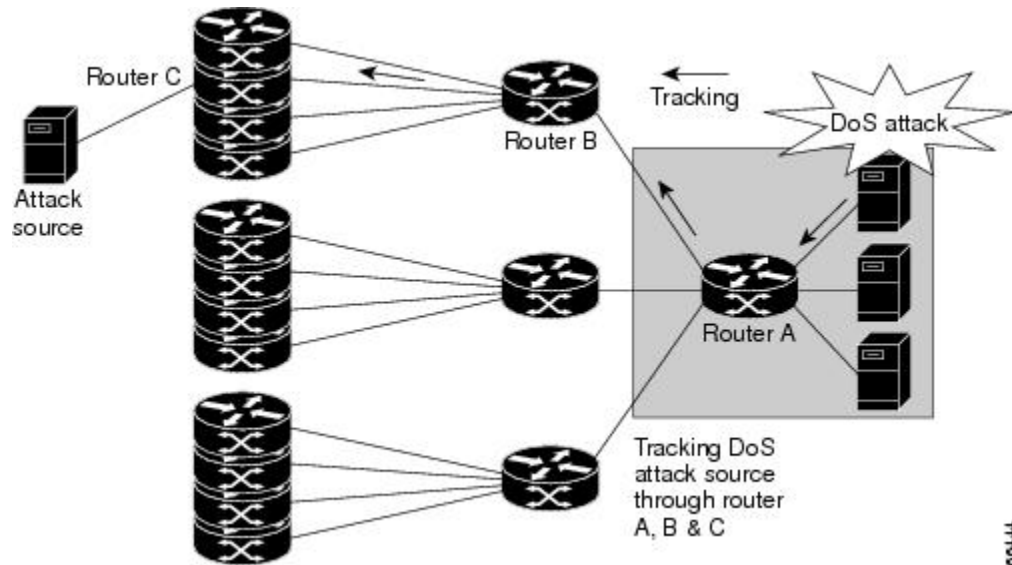 Router C
Attack
source
Router B
Tracking
DoS attack
Router A
Tracking DoS
attack source
through router
A, B & C